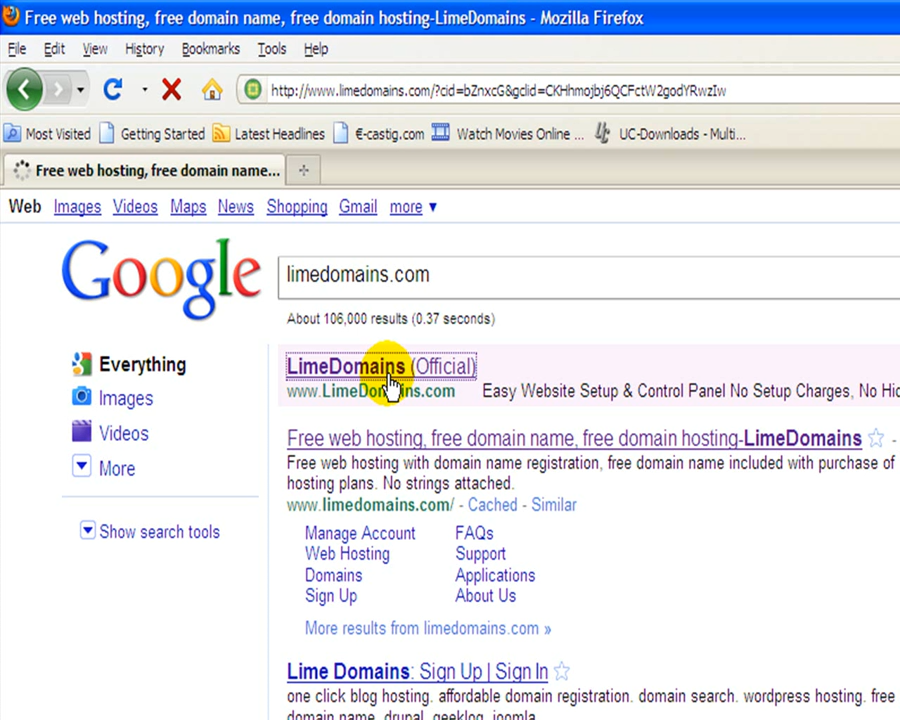 Free web hosting, free domain name, free domain hosting-LimeDomains - Mozilla Firefox
File Edit View History Bookmarks Tools Help
http://www.limedomains.com/?cid=bZnxcG&gclid=CKHhmojbj6QCFctW2godYRwzIw
Most Visited Getting Started Latest Headlines €-castig.com Watch Movies Online ... UC-Downloads - Multi...
Free web hosting, free domain name...
Web Images Videos Maps News Shopping Gmail more ▼
Google
limedomains.com
About 106,000 results (0.37 seconds)
Everything
Images
Videos
More
Show search tools
LimeDomains (Official)
www.LimeDomains.com Easy Website Setup & Control Panel No Setup Charges, No
Free web hosting, free domain name, free domain hosting-LimeDomains -
Free web hosting with domain name registration, free domain name included with purchase of
hosting plans. No strings attached.
www.limedomains.com/ - Cached - Similar
Manage Account FAQs
Web Hosting Support
Domains Applications
Sign Up About Us
More results from limedomains.com »
Lime Domains: Sign Up | Sign In
one click blog hosting. affordable domain registration. domain search. wordpress hosting. free
domain name. drupal. geeklog. joomla.